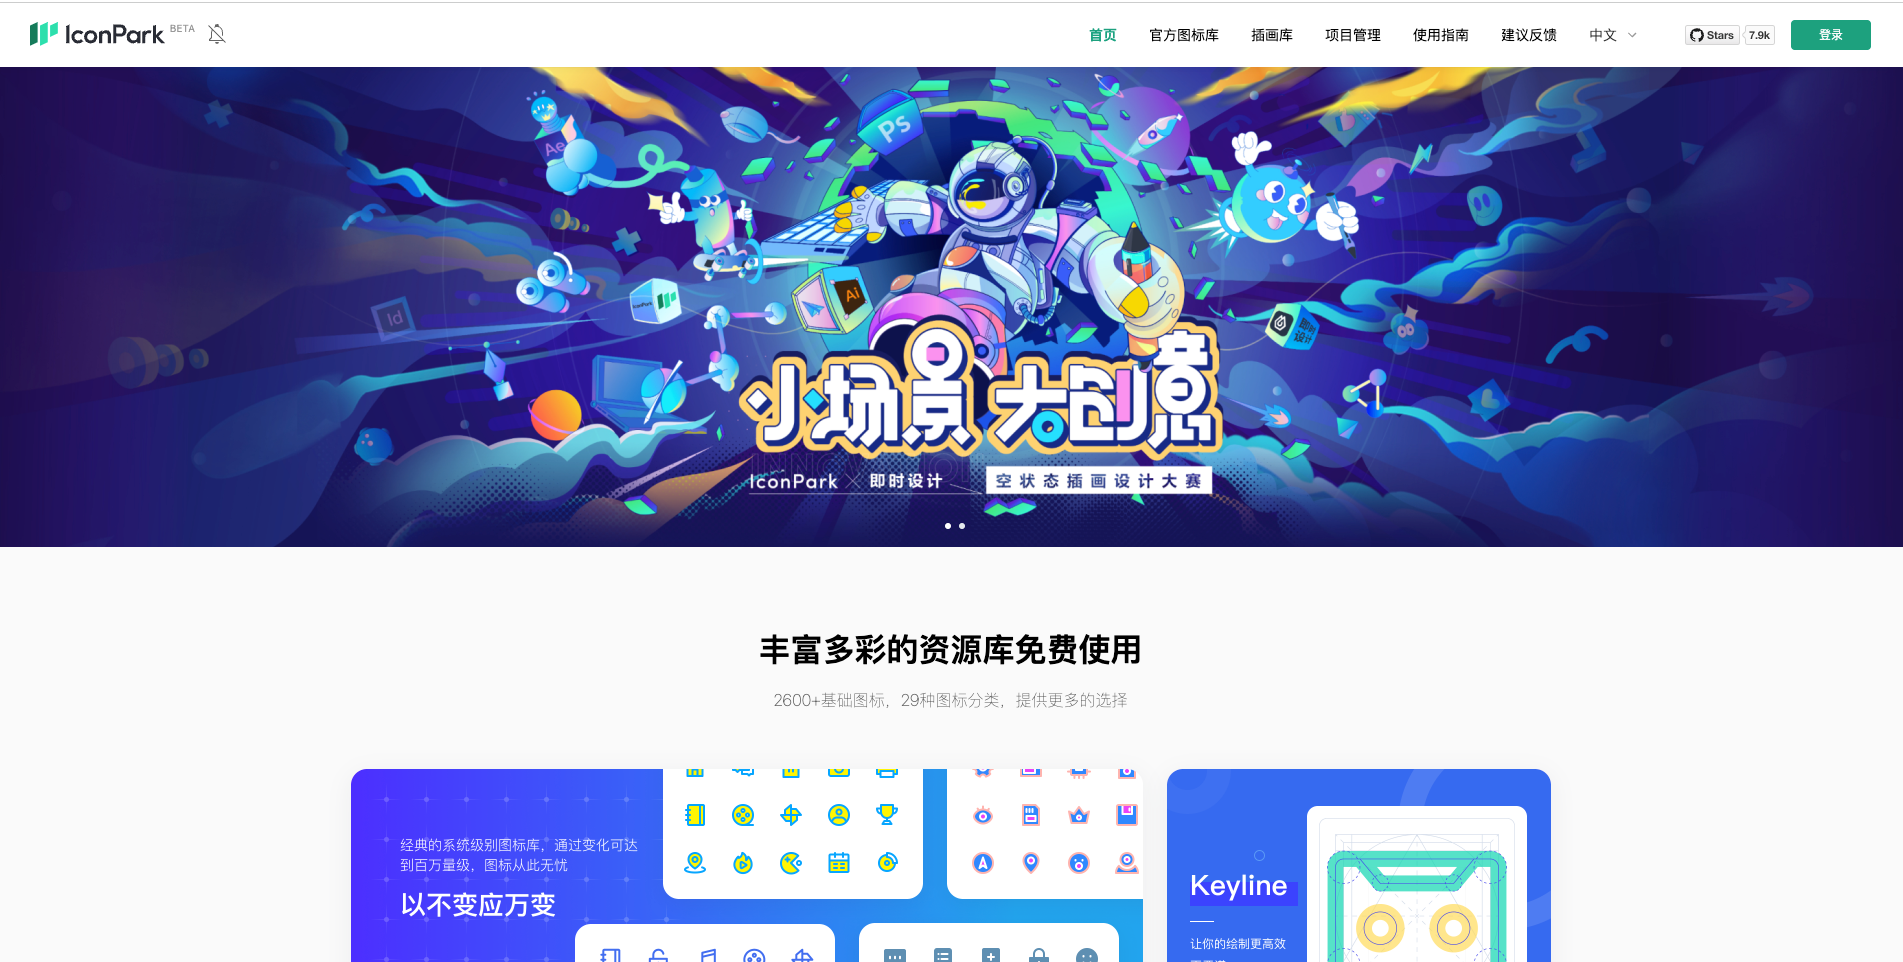 IconPark BETA
首页 官方图标库 插画库 项目管理 使用指南 建议反馈 中文 Stars 7.9k 登录
Ps
Ae
IconPark
Ai
Id
小场景 大创意
IconPark × 即时设计 空状态插画设计大赛
丰富多彩的资源库免费使用
2600+基础图标，29种图标分类，提供更多的选择
经典的系统级别图标库，通过变化可达
到百万量级，图标从此无忧
以不变应万变
Keyline
让你的绘制更高效